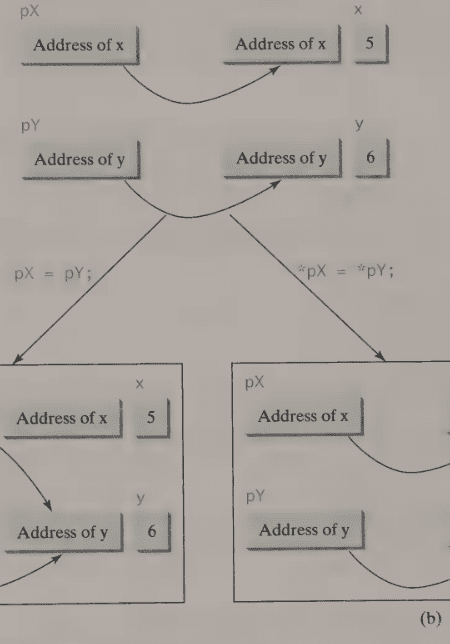 pX x
Address of x Address of x 5
pY y
Address of y Address of y 6
pX = pY; *pX = *pY;
x pX
Address of x 5 Address of x
y pY
Address of y 6 Address of y
(b)